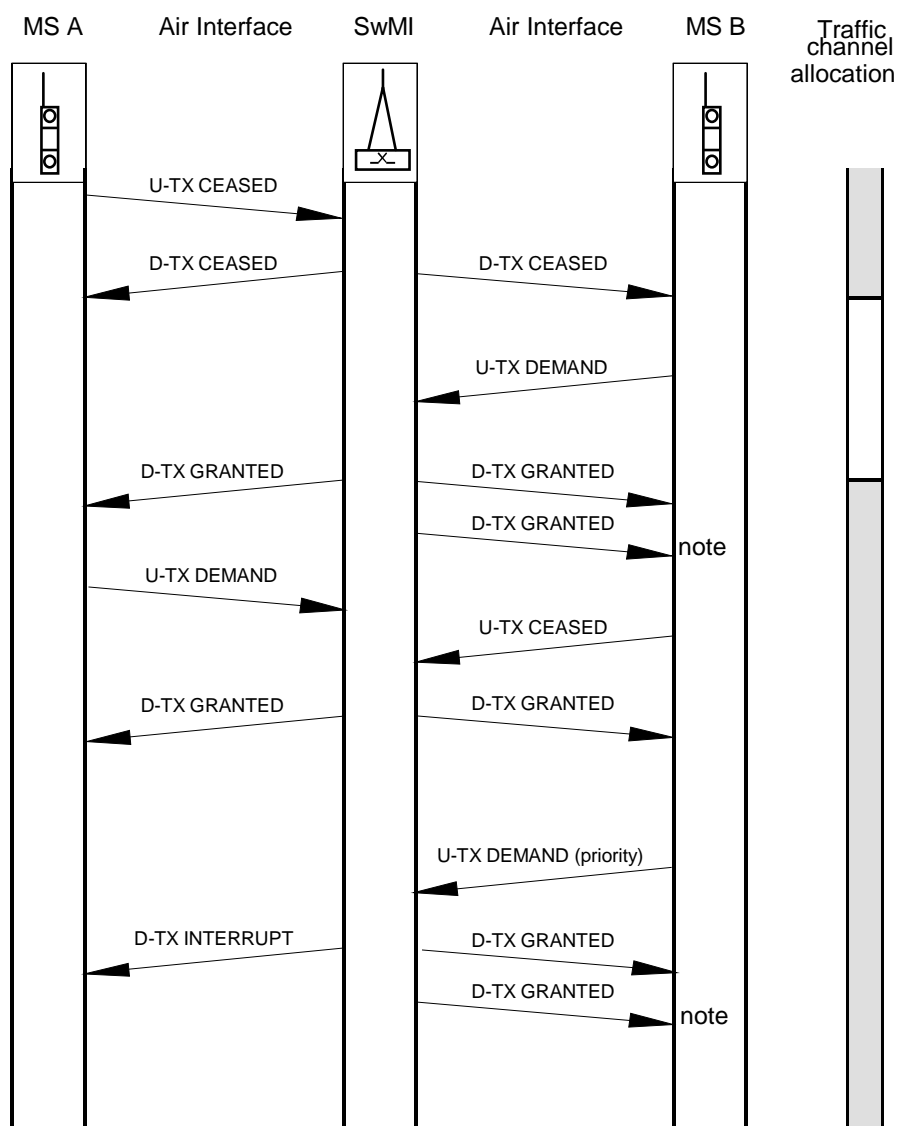 MS A Air Interface SwMI Air Interface MS B Traffic
channel
allocation
U-TX CEASED
D-TX CEASED D-TX CEASED
U-TX DEMAND
D-TX GRANTED D-TX GRANTED
D-TX GRANTED
note
U-TX DEMAND
U-TX CEASED
D-TX GRANTED D-TX GRANTED
U-TX DEMAND (priority)
D-TX INTERRUPT D-TX GRANTED
D-TX GRANTED
note